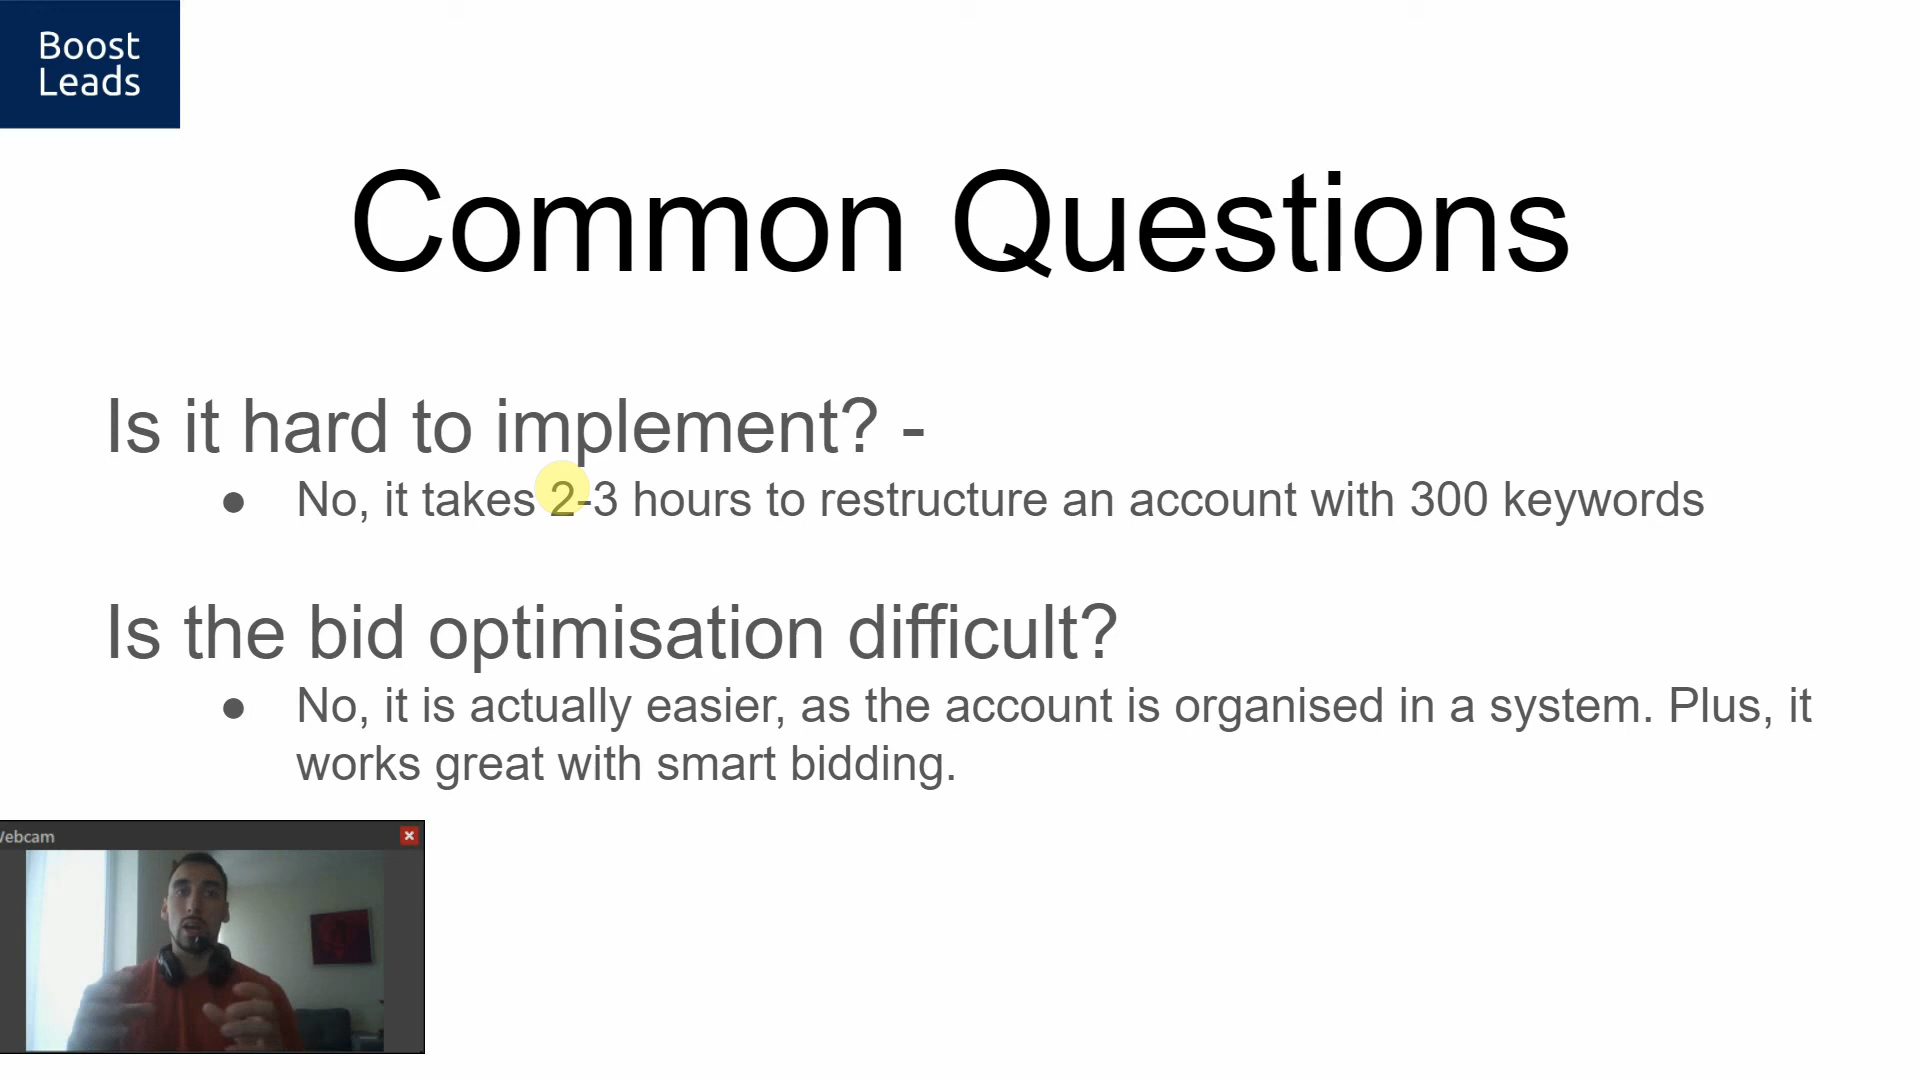 Boost
Leads
Common Questions
Is it hard to implement? -
● No, it takes 2-3 hours to restructure an account with 300 keywords
Is the bid optimisation difficult?
● No, it is actually easier, as the account is organised in a system. Plus, it
works great with smart bidding.
Webcam